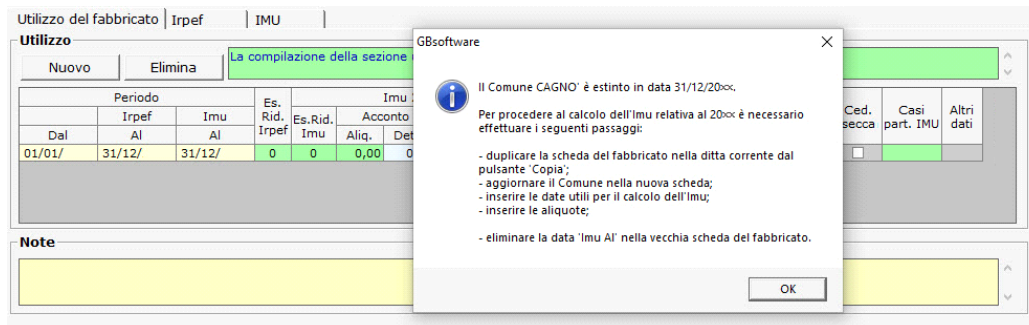 Utilizzo del fabbricato Irpef IMU
Utilizzo
Nuovo Elimina La compilazione della sezione
Periodo Imu
Irpef Imu Es. Rid. Irpef Es.Rid. Imu Acconto
Dal Al Al Aliq. Det
Ced. secca Casi part. IMU Altri dati
01/01/ 31/12/ 31/12/ 0 0 0,00 0
Note
GBsoftware
Il Comune CAGNO' è estinto in data 31/12/20××.
Per procedere al calcolo dell'Imu relativa al 20×× è necessario
effettuare i seguenti passaggi:
- duplicare la scheda del fabbricato nella ditta corrente dal
pulsante 'Copia';
- aggiornare il Comune nella nuova scheda;
- inserire le date utili per il calcolo dell'Imu;
- inserire le aliquote;
- eliminare la data 'Imu Al' nella vecchia scheda del fabbricato.
OK